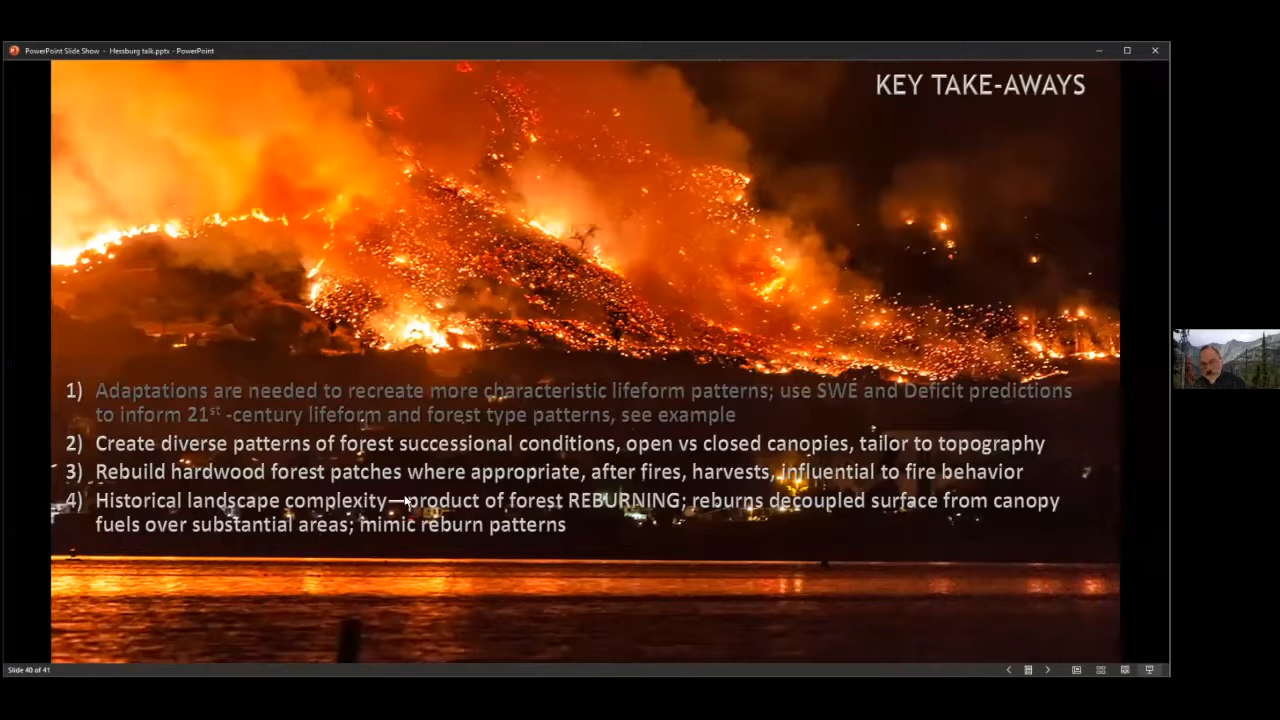 PowerPoint Slide Show - Hessburg talk.pptx - PowerPoint
KEY TAKE-AWAYS
1) Adaptations are needed to recreate more characteristic lifeform patterns; use SWE and Deficit predictions
to inform 21st -century lifeform and forest type patterns, see example
2) Create diverse patterns of forest successional conditions, open vs closed canopies, tailor to topography
3) Rebuild hardwood forest patches where appropriate, after fires, harvests, influential to fire behavior
4) Historical landscape complexity—product of forest REBURNING; reburns decoupled surface from canopy
fuels over substantial areas; mimic reburn patterns
Slide 40 of 41